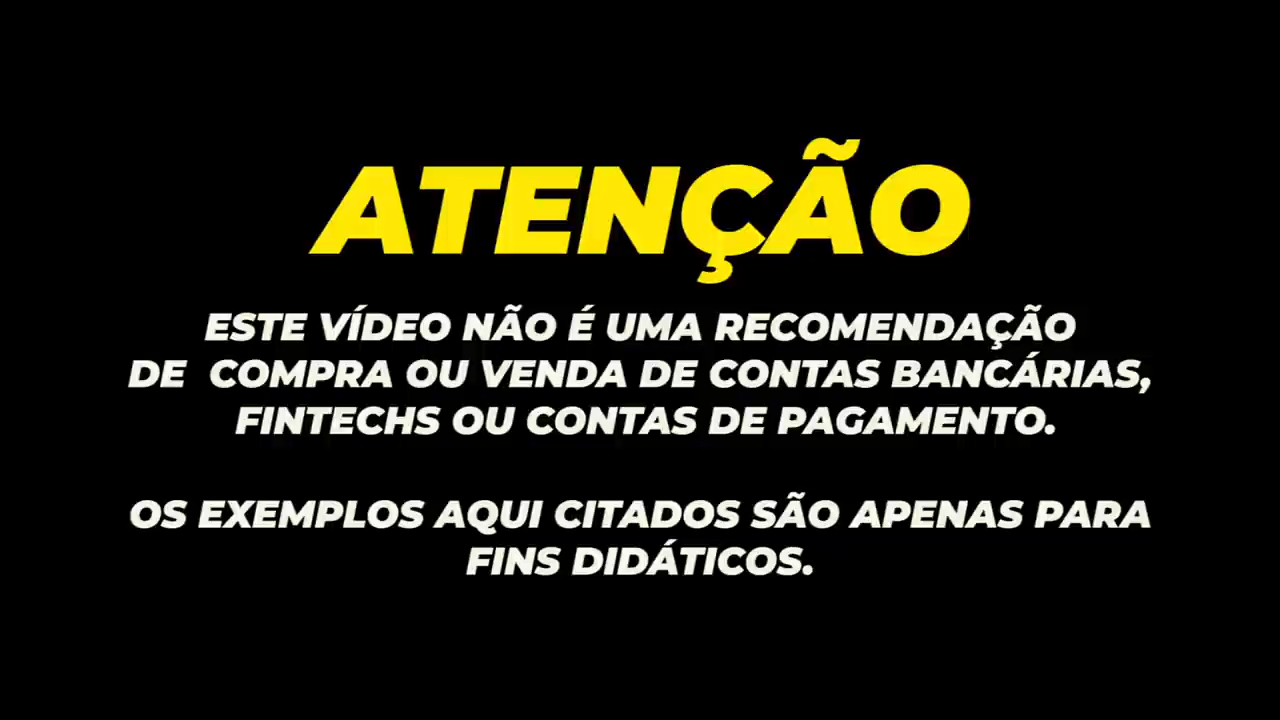 ATENÇÃO
ESTE VÍDEO NÃO É UMA RECOMENDAÇÃO
DE COMPRA OU VENDA DE CONTAS BANCÁRIAS,
FINTECHS OU CONTAS DE PAGAMENTO.
OS EXEMPLOS AQUI CITADOS SÃO APENAS PARA
FINS DIDÁTICOS.